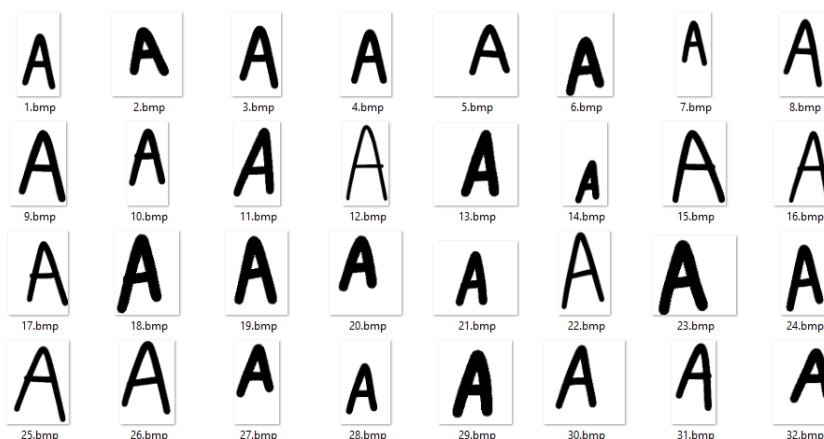 A A A A A A A A
1.bmp 2.bmp 3.bmp 4.bmp 5.bmp 6.bmp 7.bmp 8.bmp
A A A A A A A A
9.bmp 10.bmp 11.bmp 12.bmp 13.bmp 14.bmp 15.bmp 16.bmp
A A A A A A A A
17.bmp 18.bmp 19.bmp 20.bmp 21.bmp 22.bmp 23.bmp 24.bmp
A A A A A A A A
25.bmp 26.bmp 27.bmp 28.bmp 29.bmp 30.bmp 31.bmp 32.bmp